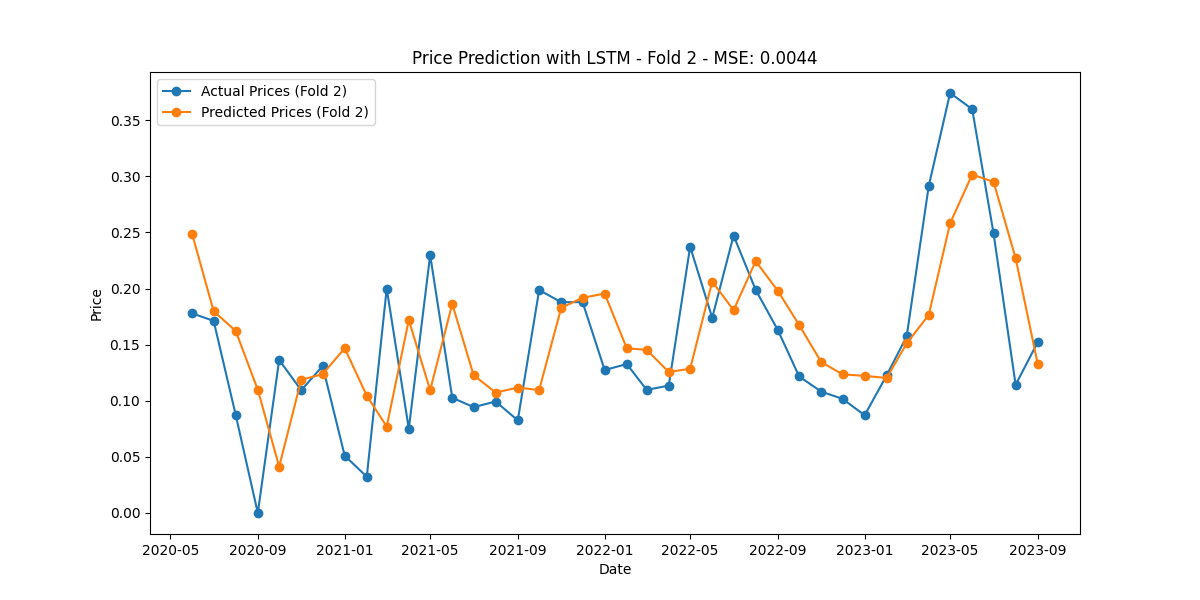 Price Prediction with LSTM - Fold 2 - MSE: 0.0044
Actual Prices (Fold 2)
Predicted Prices (Fold 2)
0.35
0.30
0.25
0.20
0.15
0.10
0.05
0.00
Price
2020-05 2020-09 2021-01 2021-05 2021-09 2022-01 2022-05 2022-09 2023-01 2023-05 2023-09
Date